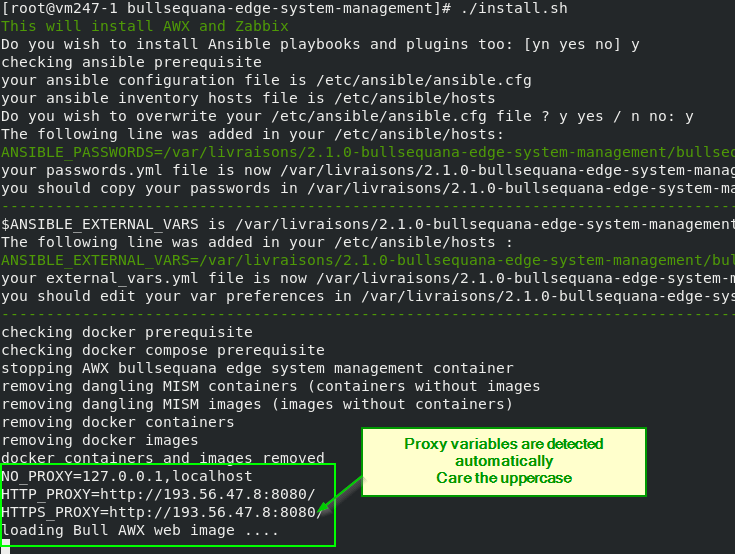 [root@vm247-1 bullsequana-edge-system-management]# ./install.sh
This will install AWX and Zabbix
Do you wish to install Ansible playbooks and plugins too: [yn yes no] y
checking ansible prerequisite
your ansible configuration file is /etc/ansible/ansible.cfg
your ansible inventory hosts file is /etc/ansible/hosts
Do you wish to overwrite your /etc/ansible/ansible.cfg file ? y yes / n no: y
The following line was added in your /etc/ansible/hosts:
ANSIBLE_PASSWORDS=/var/livraisons/2.1.0-bullsequana-edge-system-management/bullseq
your passwords.yml file is now /var/livraisons/2.1.0-bullsequana-edge-system-manag
you should copy your passwords in /var/livraisons/2.1.0-bullsequana-edge-system-ma
-----------------------------------------------------------------------------------
$ANSIBLE_EXTERNAL_VARS is /var/livraisons/2.1.0-bullsequana-edge-system-management
The following line was added in your /etc/ansible/hosts :
ANSIBLE_EXTERNAL_VARS=/var/livraisons/2.1.0-bullsequana-edge-system-management/bul
your external_vars.yml file is now /var/livraisons/2.1.0-bullsequana-edge-system-m
you should edit your var preferences in /var/livraisons/2.1.0-bullsequana-edge-sys
-----------------------------------------------------------------------------------
checking docker prerequisite
checking docker compose prerequisite
stopping AWX bullsequana edge system management container
removing dangling MISM containers (containers without images
removing dangling MISM images (images without containers)
removing docker containers
removing docker images
docker containers and images removed
NO_PROXY=127.0.0.1,localhost
HTTP_PROXY=http://193.56.47.8:8080/
HTTPS_PROXY=http://193.56.47.8:8080/
loading Bull AWX web image ....
Proxy variables are detected
automatically
Care the uppercase